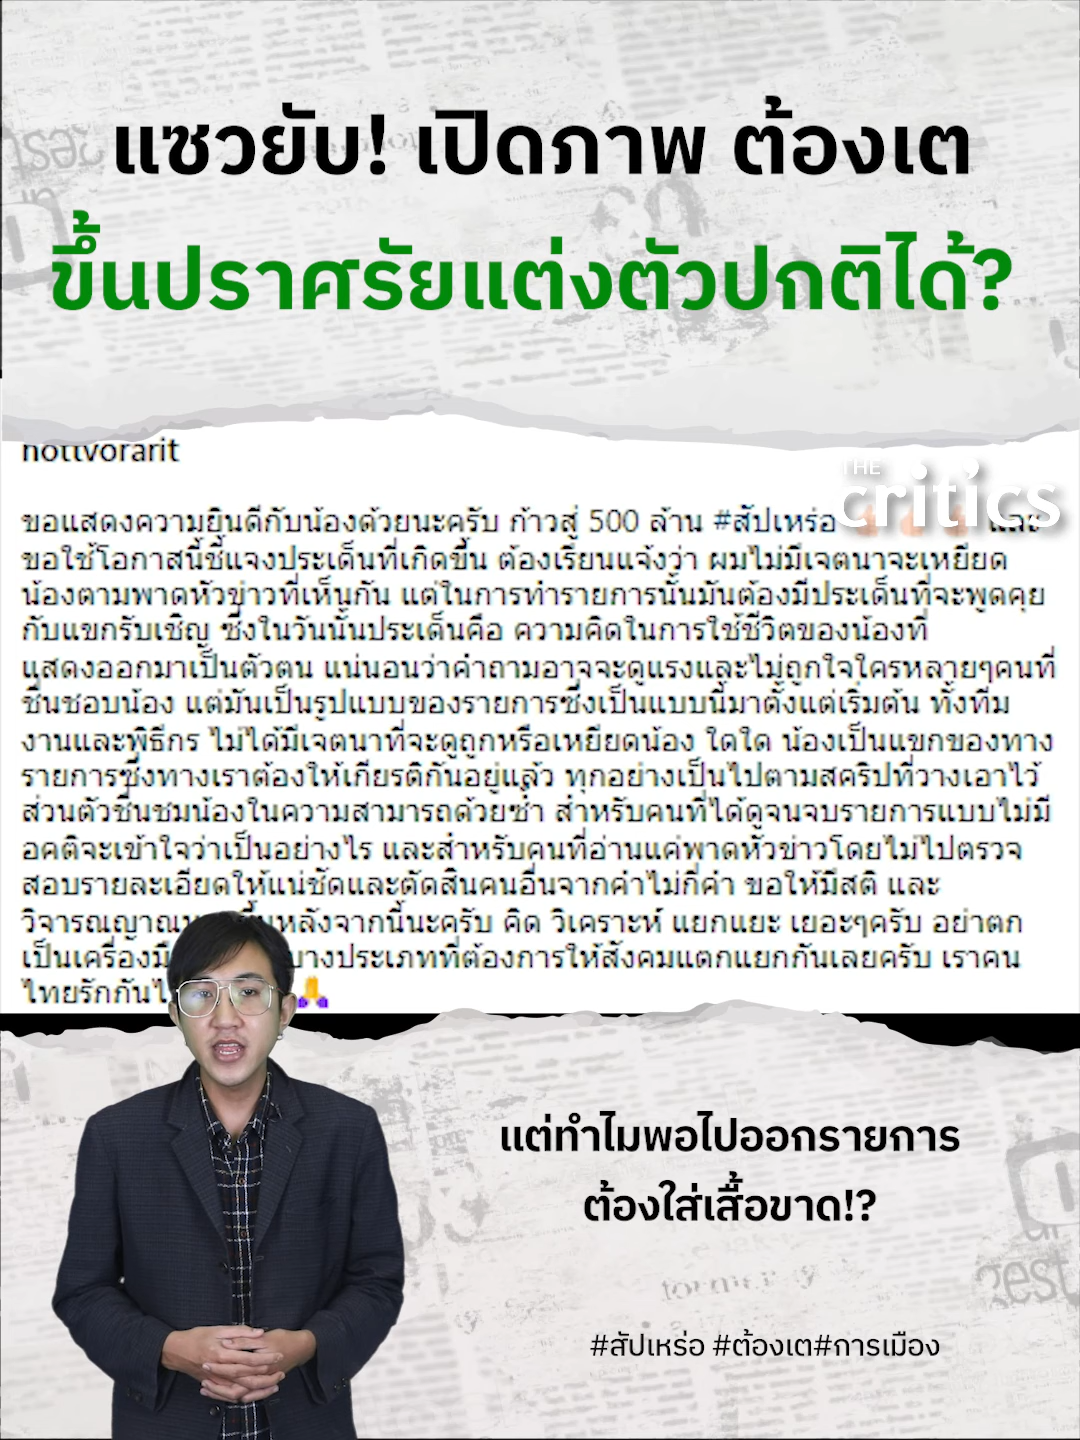 แซวยับ! เปิดภาพ ต้องเต
ขึ้นปราศรัยแต่งตัวปกติได้?
nottvorarit
THE
critics
ขอแสดงความยินดีกับน้องด้วยนะครับ ก้าวสู่ 500 ล้าน #สัปเหร่อ และ
ขอใช้โอกาสนี้ชี้แจงประเด็นที่เกิดขึ้น ต้องเรียนแจ้งว่า ผมไม่มีเจตนาจะเหยียด
น้องตามพาดหัวข่าวที่เห็นกัน แต่ในการทำรายการนั้นมันต้องมีประเด็นที่จะพูดคุย
กับแขกรับเชิญ ซึ่งในวันนั้นประเด็นคือ ความคิดในการใช้ชีวิตของน้องที่
แสดงออกมาเป็นตัวตน แน่นอนว่าคำถามอาจจะดูแรงและไม่ถูกใจใครหลายๆคนที่
ชื่นชอบน้อง แต่มันเป็นรูปแบบของรายการซึ่งเป็นแบบนี้มาตั้งแต่เริ่มต้น ทั้งทีม
งานและพิธีกร ไม่ได้มีเจตนาที่จะดูถูกหรือเหยียดน้อง ใดใด น้องเป็นแขกของทาง
รายการซึ่งทางเราต้องให้เกียรติกันอยู่แล้ว ทุกอย่างเป็นไปตามสคริปที่วางเอาไว้
ส่วนตัวชื่นชมน้องในความสามารถด้วยซ้ำ สำหรับคนที่ได้ดูจนจบรายการแบบไม่มี
อคติจะเข้าใจว่าเป็นอย่างไร และสำหรับคนที่อ่านแค่พาดหัวข่าวโดยไม่ไปตรวจ
สอบรายละเอียดให้แน่ชัดและตัดสินคนอื่นจากคำไม่กี่คำ ขอให้มีสติ และ
หลังจากนี้นะครับ คิด วิเคราะห์ แยกแยะ เยอะๆครับ อย่าตก
บางประเภทที่ต้องการให้สังคมแตกแยกกันเลยครับ เราคน
ไทยรักกัน
แต่ทำไมพอไปออกรายการ
ต้องใส่เสื้อขาด!?
#สัปเหร่อ #ต้องเต#การเมือง